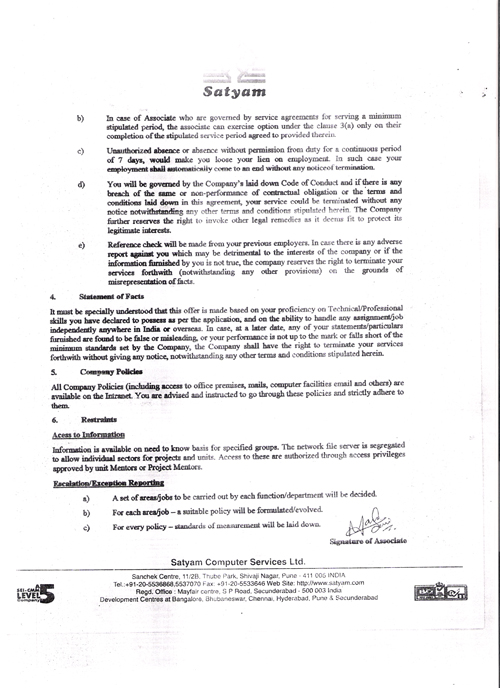 Satyam
b) In case of Associate who are governed by service agreements for serving a minimum
stipulated period, the associate can exercise option under the clause 3(a) only on their
completion of the stipulated service period agreed to provided therein.
c) Unauthorized absence or absence without permission from duty for a continuous period
of 7 days, would make you loose your lien on employment. In such case your
employment shall automatically come to an end without any noticeof termination.
d) You will be governed by the Company's laid down Code of Conduct and if there is any
breach of the same or non-performance of contractual obligation or the terms and
conditions laid down in this agreement, your service could be terminated without any
notice notwithstanding any other terms and conditions stipulated herein. The Company
further reserves the right to invoke other legal remedies as it deems fit to protect its
legitimate interests.
e) Reference check will be made from your previous employers. In case there is any adverse
report against you which may be detrimental to the interests of the company or if the
information furnished by you is not true, the company reserves the right to terminate your
services forthwith (notwithstanding any other provisions) on the grounds of
misrepresentation of facts.
4. Statement of Facts
It must be specially understood that this offer is made based on your proficiency on Technical/Professional
skills you have declared to possess as per the application, and on the ability to handle any assignment/job
independently anywhere in India or overseas. In case, at a later date, any of your statements/particulars
furnished are found to be false or misleading, or your performance is not up to the mark or falls short of the
minimum standards set by the Company, the Company shall have the right to terminate your services
forthwith without giving any notice, notwithstanding any other terms and conditions stipulated herein.
5. Company Policies
All Company Policies (including access to office premises, mails, computer facilities email and others) are
available on the Intranet. You are advised and instructed to go through these policies and strictly adhere to
them.
6. Restraints
Acess to Information
Information is available on need to know basis for specified groups. The network file server is segregated
to allow individual sectors for projects and units. Access to these are authorized through access privileges
approved by unit Mentors or Project Mentors.
Escalation/Exception Reporting
a) A set of areas/jobs to be carried out by each function/department will be decided.
b) For each area/job – a suitable policy will be formulated/evolved.
c) For every policy – standards of measurement will be laid down.
Signature of Associate
Satyam Computer Services Ltd.
Sanchek Centre, 11/2B, Thube Park, Shivaji Nagar, Pune - 411 005 INDIA
Tel.:+91-20-5536868,5537070 Fax: +91-20-5533646 Web Site: http://www.satyam.com
Regd. Office : Mayfair centre, S P Road, Secunderabad - 500 003 India
Development Centres at Bangalore, Bhubaneswar, Chennai, Hyderabad, Pune & Secunderabad
SEI-CMM
LEVEL 5
Company